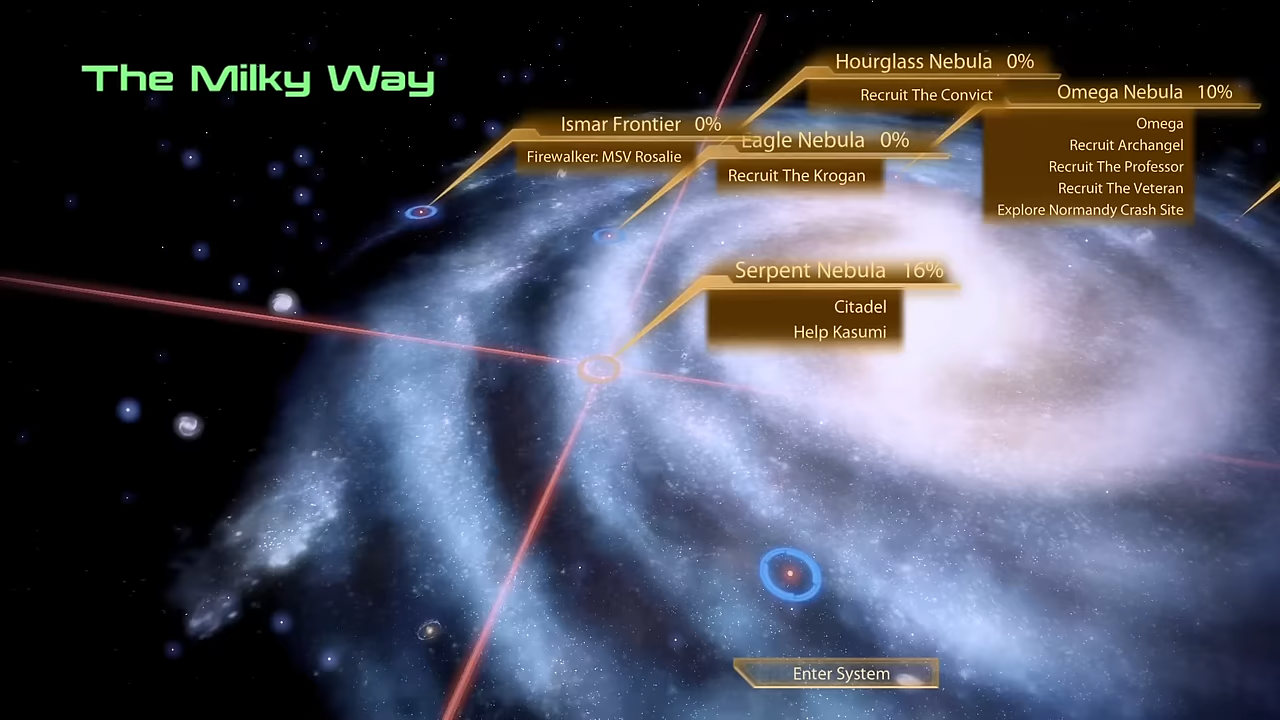 The Milky Way
Hourglass Nebula 0%
Recruit The Convict
Omega Nebula 10%
Omega
Recruit Archangel
Recruit The Professor
Recruit The Veteran
Explore Normandy Crash Site
Ismar Frontier 0%
Firewalker: MSV Rosalie
Eagle Nebula 0%
Recruit The Krogan
Serpent Nebula 16%
Citadel
Help Kasumi
Enter System